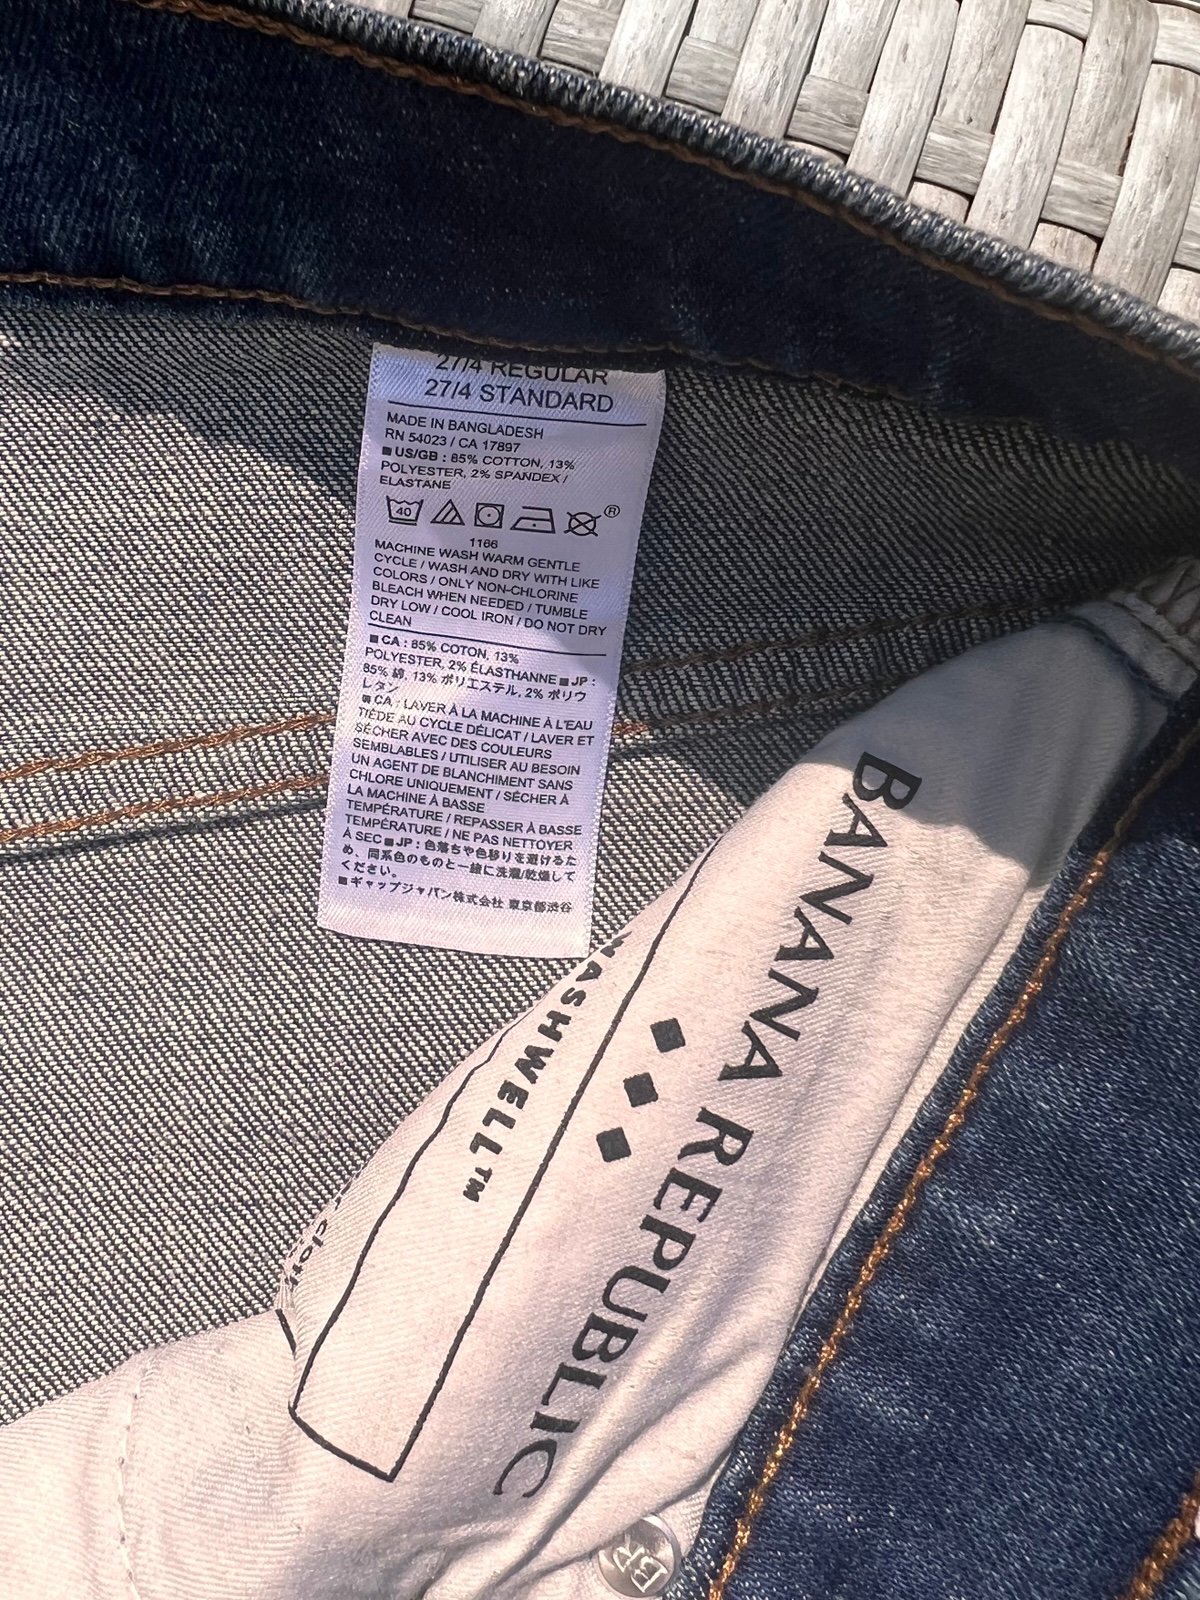 27/4 REGULAR
27/4 STANDARD
MADE IN BANGLADESH
RN 54023 / CA 17897
■ US/GB : 85% COTTON, 13%
POLYESTER, 2% SPANDEX /
ELASTANE
40
®
1166
MACHINE WASH WARM GENTLE
CYCLE / WASH AND DRY WITH LIKE
COLORS / ONLY NON-CHLORINE
BLEACH WHEN NEEDED / TUMBLE
DRY LOW / COOL IRON / DO NOT DRY
CLEAN
■ CA : 85% COTON, 13%
POLYESTER, 2% ÉLASTHANNE ■ JP :
85% 綿, 13% ポリエステル, 2% ポリウ
レタン
■ CA : LAVER À LA MACHINE À L'EAU
TIÈDE AU CYCLE DÉLICAT / LAVER ET
SÉCHER AVEC DES COULEURS
SEMBLABLES / UTILISER AU BESOIN
UN AGENT DE BLANCHIMENT SANS
CHLORE UNIQUEMENT / SÉCHER À
LA MACHINE À BASSE
TEMPÉRATURE / REPASSER À BASSE
TEMPÉRATURE / NE PAS NETTOYER
À SEC ■ JP : 色落ちや色移りを避けるた
め、同系色のものと一緒に洗濯/乾燥して
ください。
■ ギャップジャパン株式会社 東京都渋谷
BANANA REPUBLIC
WASHWELL™
BR